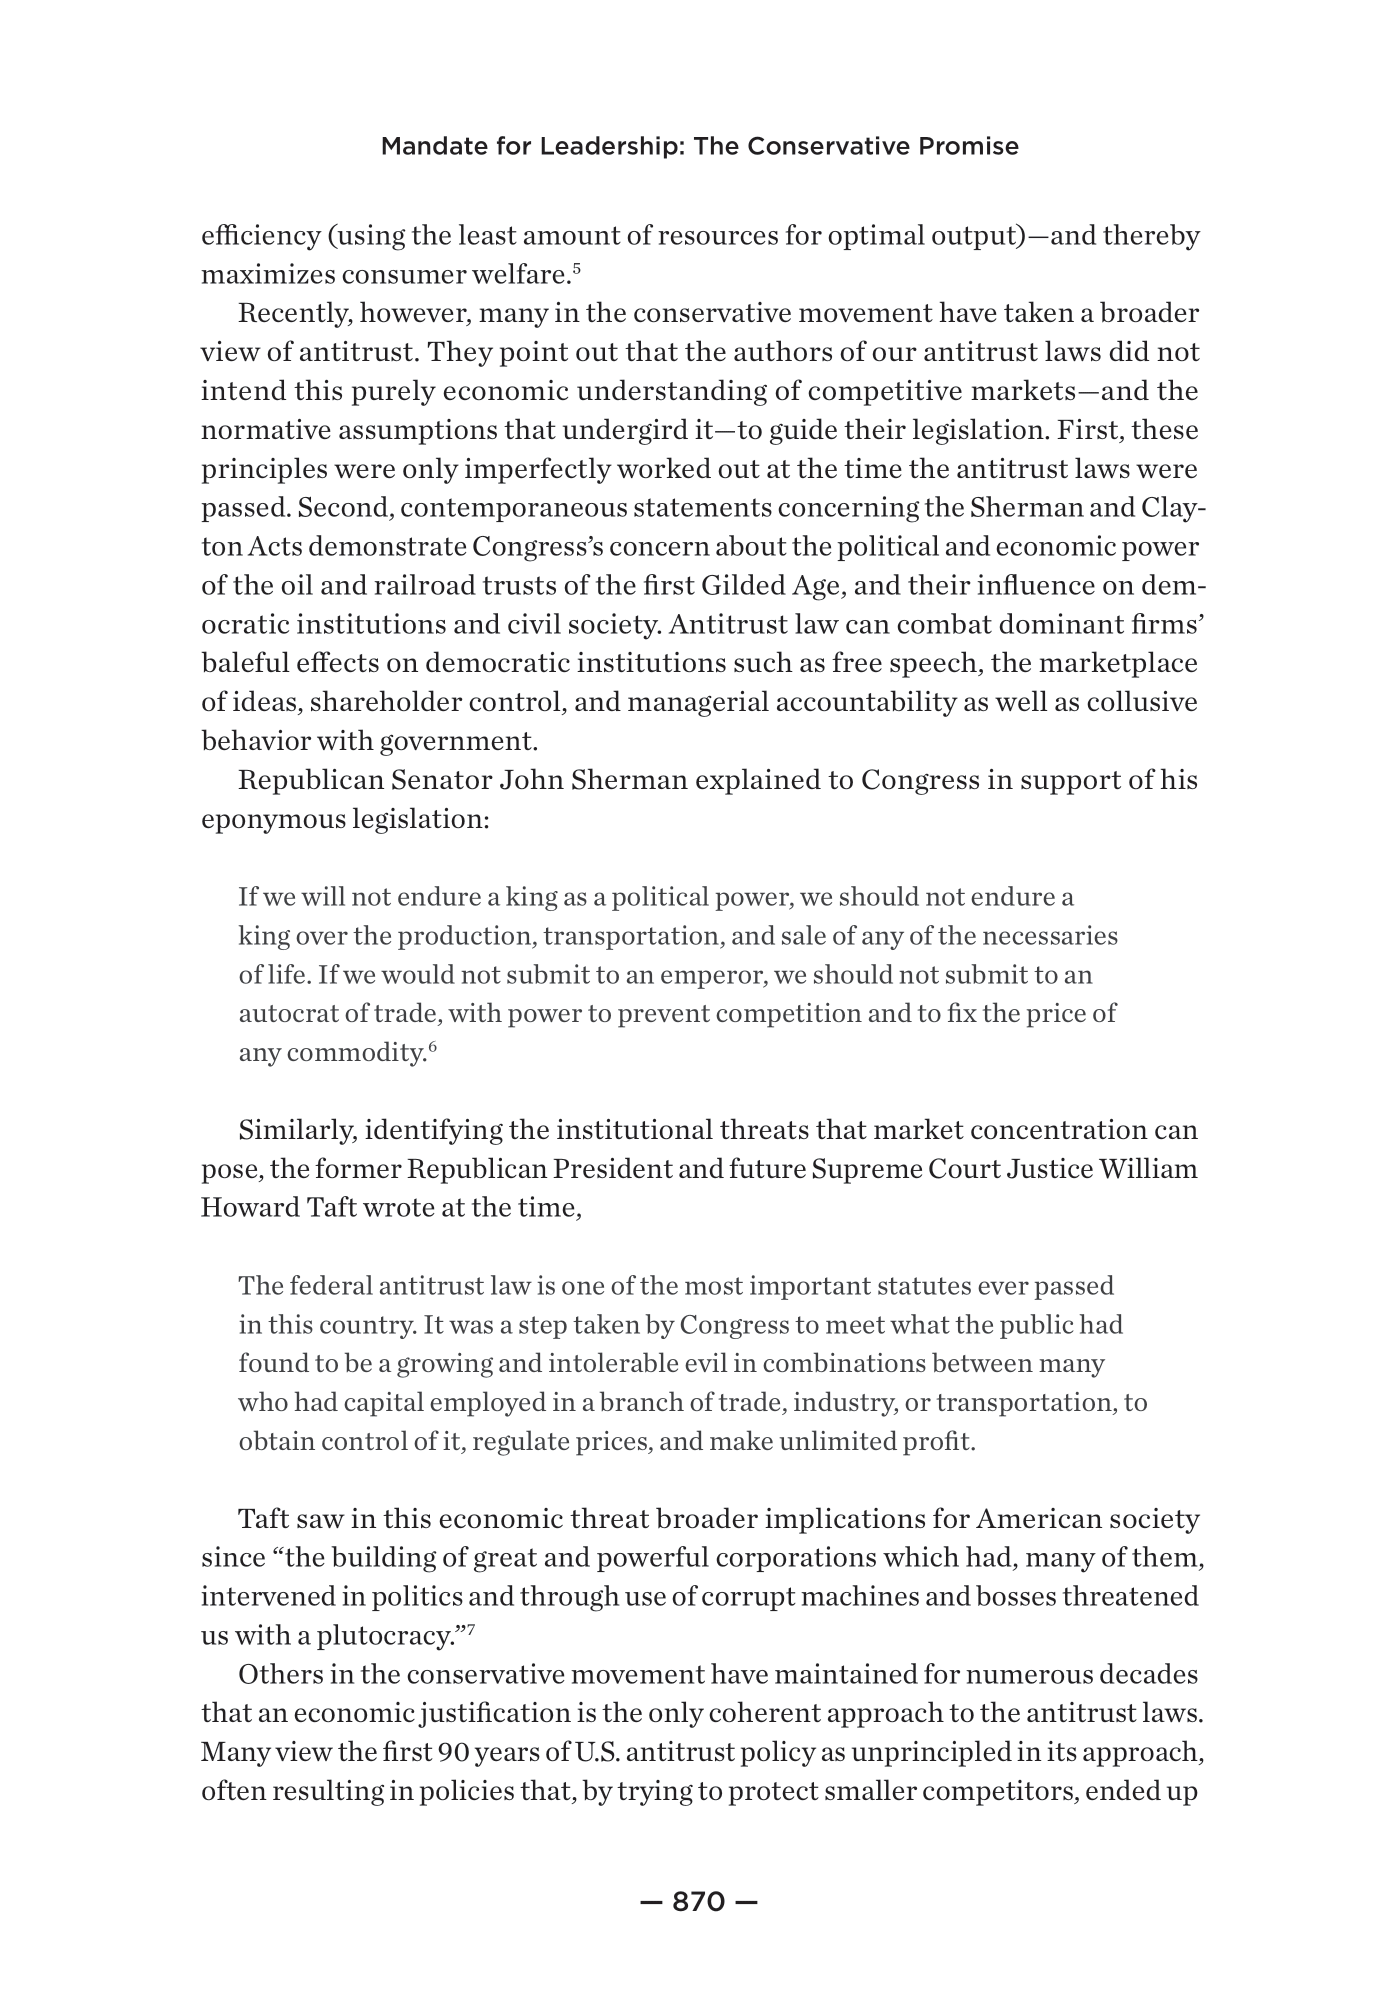 Mandate for Leadership: The Conservative Promise
efficiency (using the least amount of resources for optimal output)—and thereby
maximizes consumer welfare.⁵
Recently, however, many in the conservative movement have taken a broader
view of antitrust. They point out that the authors of our antitrust laws did not
intend this purely economic understanding of competitive markets—and the
normative assumptions that undergird it—to guide their legislation. First, these
principles were only imperfectly worked out at the time the antitrust laws were
passed. Second, contemporaneous statements concerning the Sherman and Clay-
ton Acts demonstrate Congress’s concern about the political and economic power
of the oil and railroad trusts of the first Gilded Age, and their influence on dem-
ocratic institutions and civil society. Antitrust law can combat dominant firms’
baleful effects on democratic institutions such as free speech, the marketplace
of ideas, shareholder control, and managerial accountability as well as collusive
behavior with government.
Republican Senator John Sherman explained to Congress in support of his
eponymous legislation:
If we will not endure a king as a political power, we should not endure a
king over the production, transportation, and sale of any of the necessaries
of life. If we would not submit to an emperor, we should not submit to an
autocrat of trade, with power to prevent competition and to fix the price of
any commodity.⁶
Similarly, identifying the institutional threats that market concentration can
pose, the former Republican President and future Supreme Court Justice William
Howard Taft wrote at the time,
The federal antitrust law is one of the most important statutes ever passed
in this country. It was a step taken by Congress to meet what the public had
found to be a growing and intolerable evil in combinations between many
who had capital employed in a branch of trade, industry, or transportation, to
obtain control of it, regulate prices, and make unlimited profit.
Taft saw in this economic threat broader implications for American society
since “the building of great and powerful corporations which had, many of them,
intervened in politics and through use of corrupt machines and bosses threatened
us with a plutocracy.”⁷
Others in the conservative movement have maintained for numerous decades
that an economic justification is the only coherent approach to the antitrust laws.
Many view the first 90 years of U.S. antitrust policy as unprincipled in its approach,
often resulting in policies that, by trying to protect smaller competitors, ended up
— 870 —